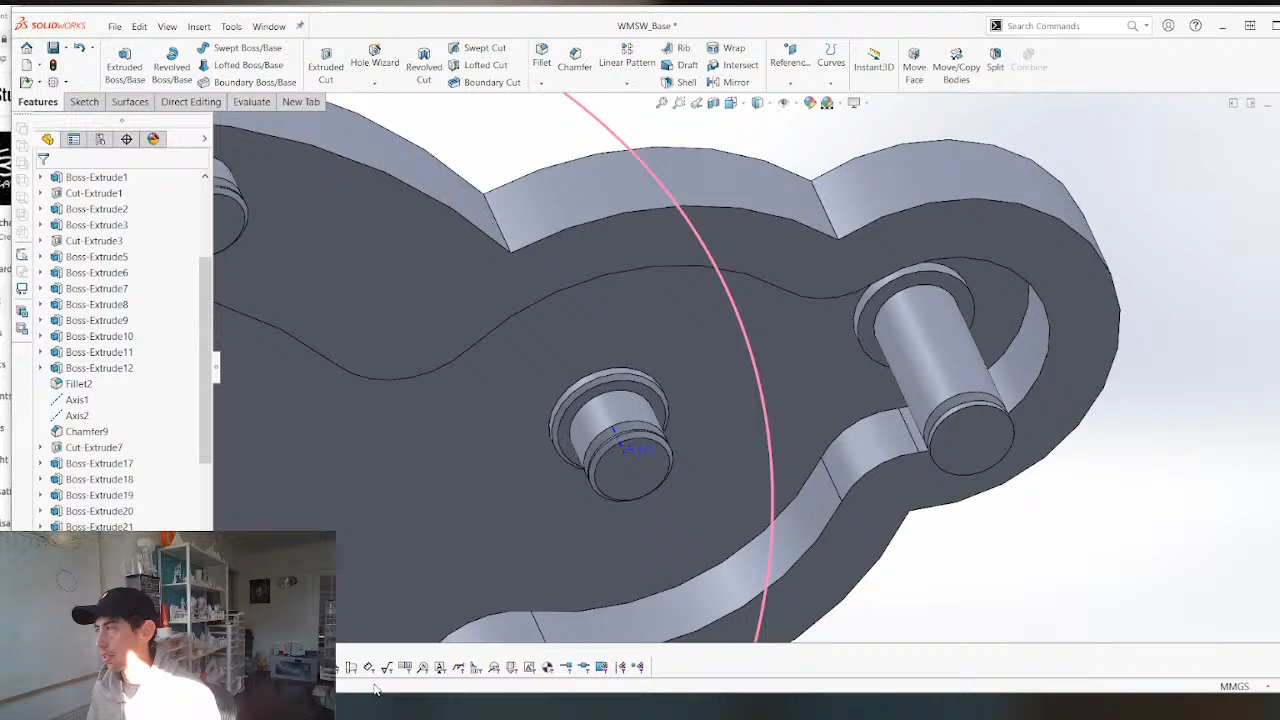 SOLIDWORKS File Edit View Insert Tools Window WMSW_Base * Search Commands
Extruded Boss/Base Revolved Boss/Base Swept Boss/Base Lofted Boss/Base Boundary Boss/Base Extruded Cut Hole Wizard Revolved Cut Swept Cut Lofted Cut Boundary Cut Fillet Chamfer Linear Pattern Rib Draft Shell Wrap Intersect Mirror Referenc... Curves Instant3D Move Face Move/Copy Bodies Split Combine
Features Sketch Surfaces Direct Editing Evaluate New Tab
Boss-Extrude1
Cut-Extrude1
Boss-Extrude2
Boss-Extrude3
Cut-Extrude3
Boss-Extrude5
Boss-Extrude6
Boss-Extrude7
Boss-Extrude8
Boss-Extrude9
Boss-Extrude10
Boss-Extrude11
Boss-Extrude12
Fillet2
Axis1
Axis2
Chamfer9
Cut-Extrude7
Boss-Extrude17
Boss-Extrude18
Boss-Extrude19
Boss-Extrude20
Boss-Extrude21
MMGS